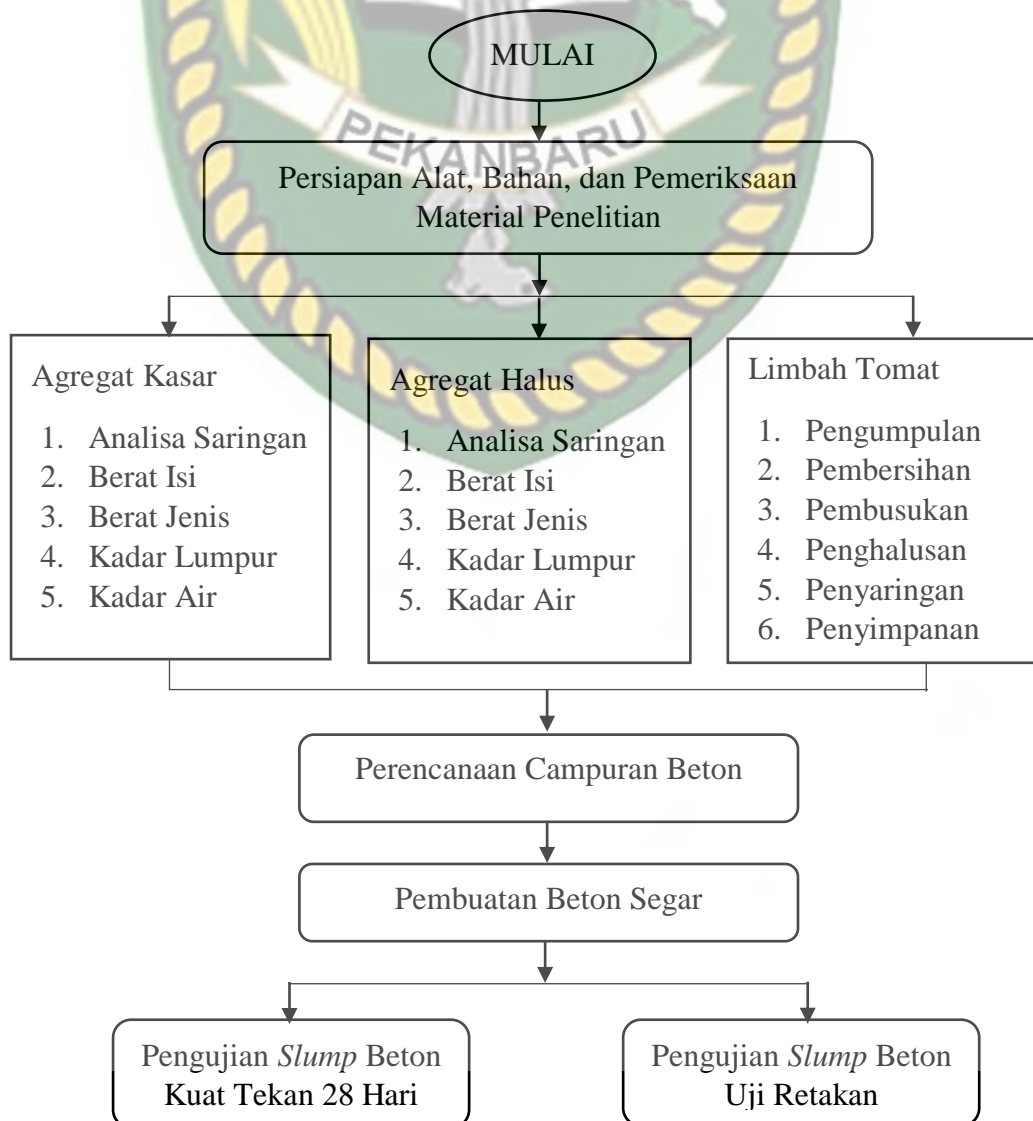 MULAI
PEKANBARU
Persiapan Alat, Bahan, dan Pemeriksaan
Material Penelitian
Agregat Kasar
1. Analisa Saringan
2. Berat Isi
3. Berat Jenis
4. Kadar Lumpur
5. Kadar Air
Agregat Halus
1. Analisa Saringan
2. Berat Isi
3. Berat Jenis
4. Kadar Lumpur
5. Kadar Air
Limbah Tomat
1. Pengumpulan
2. Pembersihan
3. Pembusukan
4. Penghalusan
5. Penyaringan
6. Penyimpanan
Perencanaan Campuran Beton
Pembuatan Beton Segar
Pengujian Slump Beton
Kuat Tekan 28 Hari
Pengujian Slump Beton
Uji Retakan